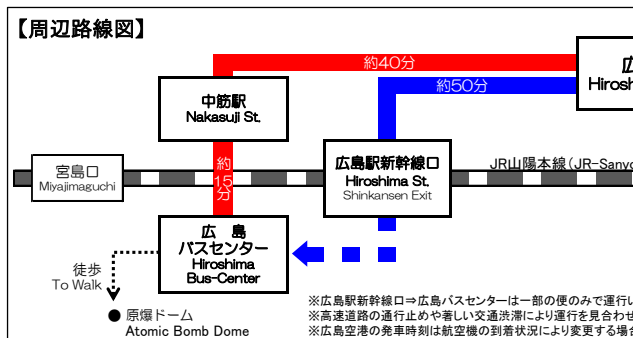 【周辺路線図】
約40分
約50分
広
Hiroshim
中筋駅
Nakasuji St.
宮島口
Miyajimaguchi
約
15
分
広島駅新幹線口
Hiroshima St.
Shinkansen Exit
JR山陽本線(JR-Sanyo
広 島
バスセンター
Hiroshima
Bus-Center
徒歩
To Walk
● 原爆ドーム
Atomic Bomb Dome
※広島駅新幹線口⇒広島バスセンターは一部の便のみで運行い
※高速道路の通行止めや著しい交通渋滞により運行を見合わせ
※広島空港の発車時刻は航空機の到着状況により変更する場合